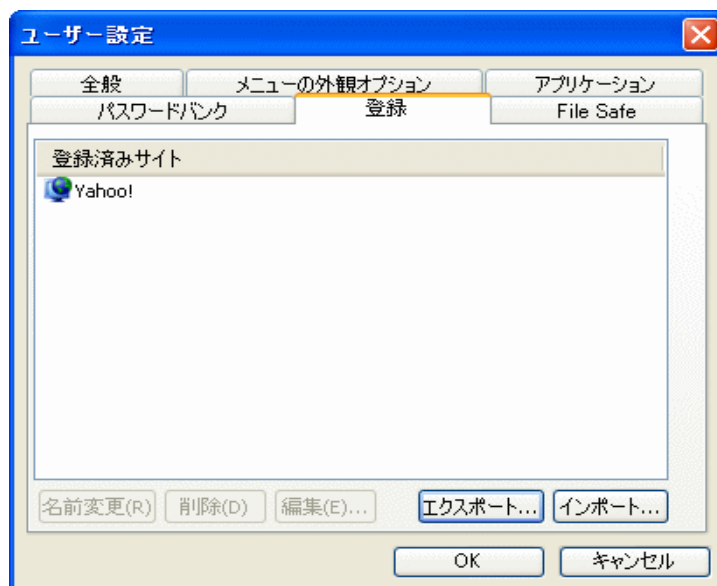 ユーザー設定
全般 メニューの外観オプション アプリケーション
パスワードバンク 登録 File Safe
登録済みサイト
Yahoo!
名前変更(R) 削除(D) 編集(E)... エクスポート... インポート...
OK キャンセル